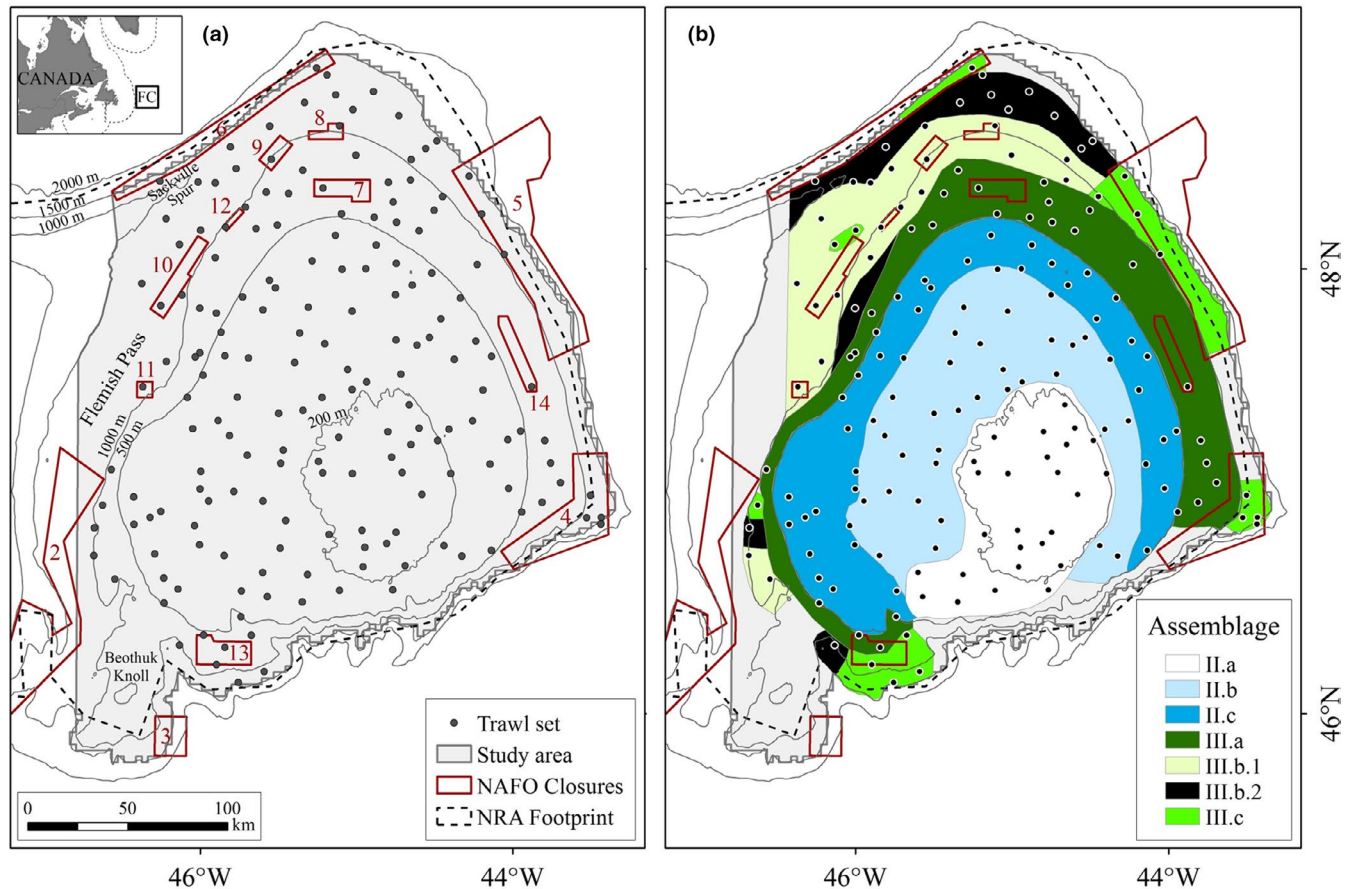 (a)
CANADA
FC
2000 m
1500 m
1000 m
Sackville
Spur
6
8
9
7
5
12
10
Flemish Pass
11
14
1000 m
500 m
200 m
2
4
13
Beothuk
Knoll
3
Trawl set
Study area
NAFO Closures
NRA Footprint
0 50 100
km
46°W 44°W
(b)
Assemblage
II.a
II.b
II.c
III.a
III.b.1
III.b.2
III.c
48°N
46°N
46°W 44°W